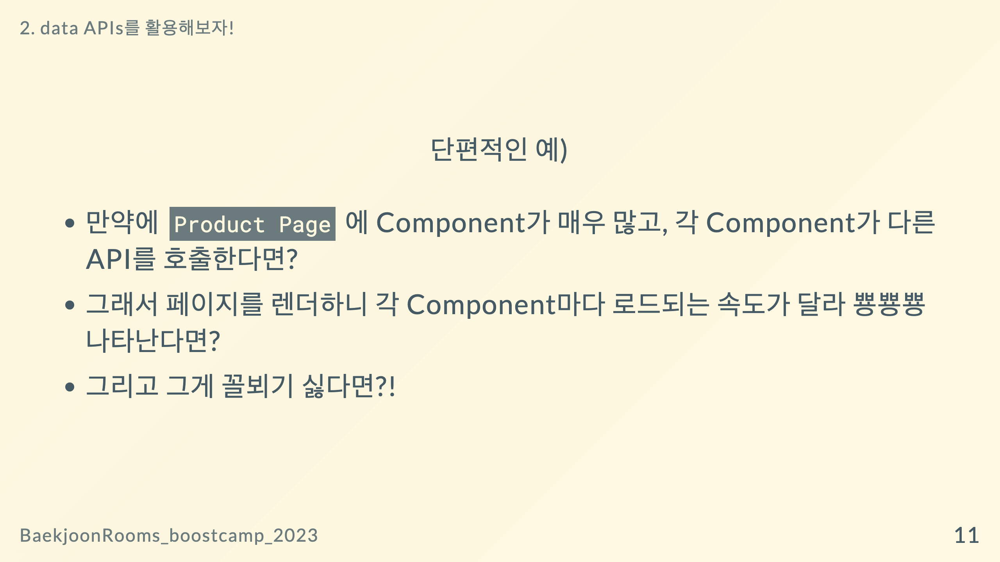 2. data APIs를 활용해보자!
단편적인 예)
• 만약에 Product Page 에 Component가 매우 많고, 각 Component가 다른
API를 호출한다면?
• 그래서 페이지를 렌더하니 각 Component마다 로드되는 속도가 달라 뿅뿅뿅
나타난다면?
• 그리고 그게 꼴뵈기 싫다면?!
BaekjoonRooms_boostcamp_2023
11